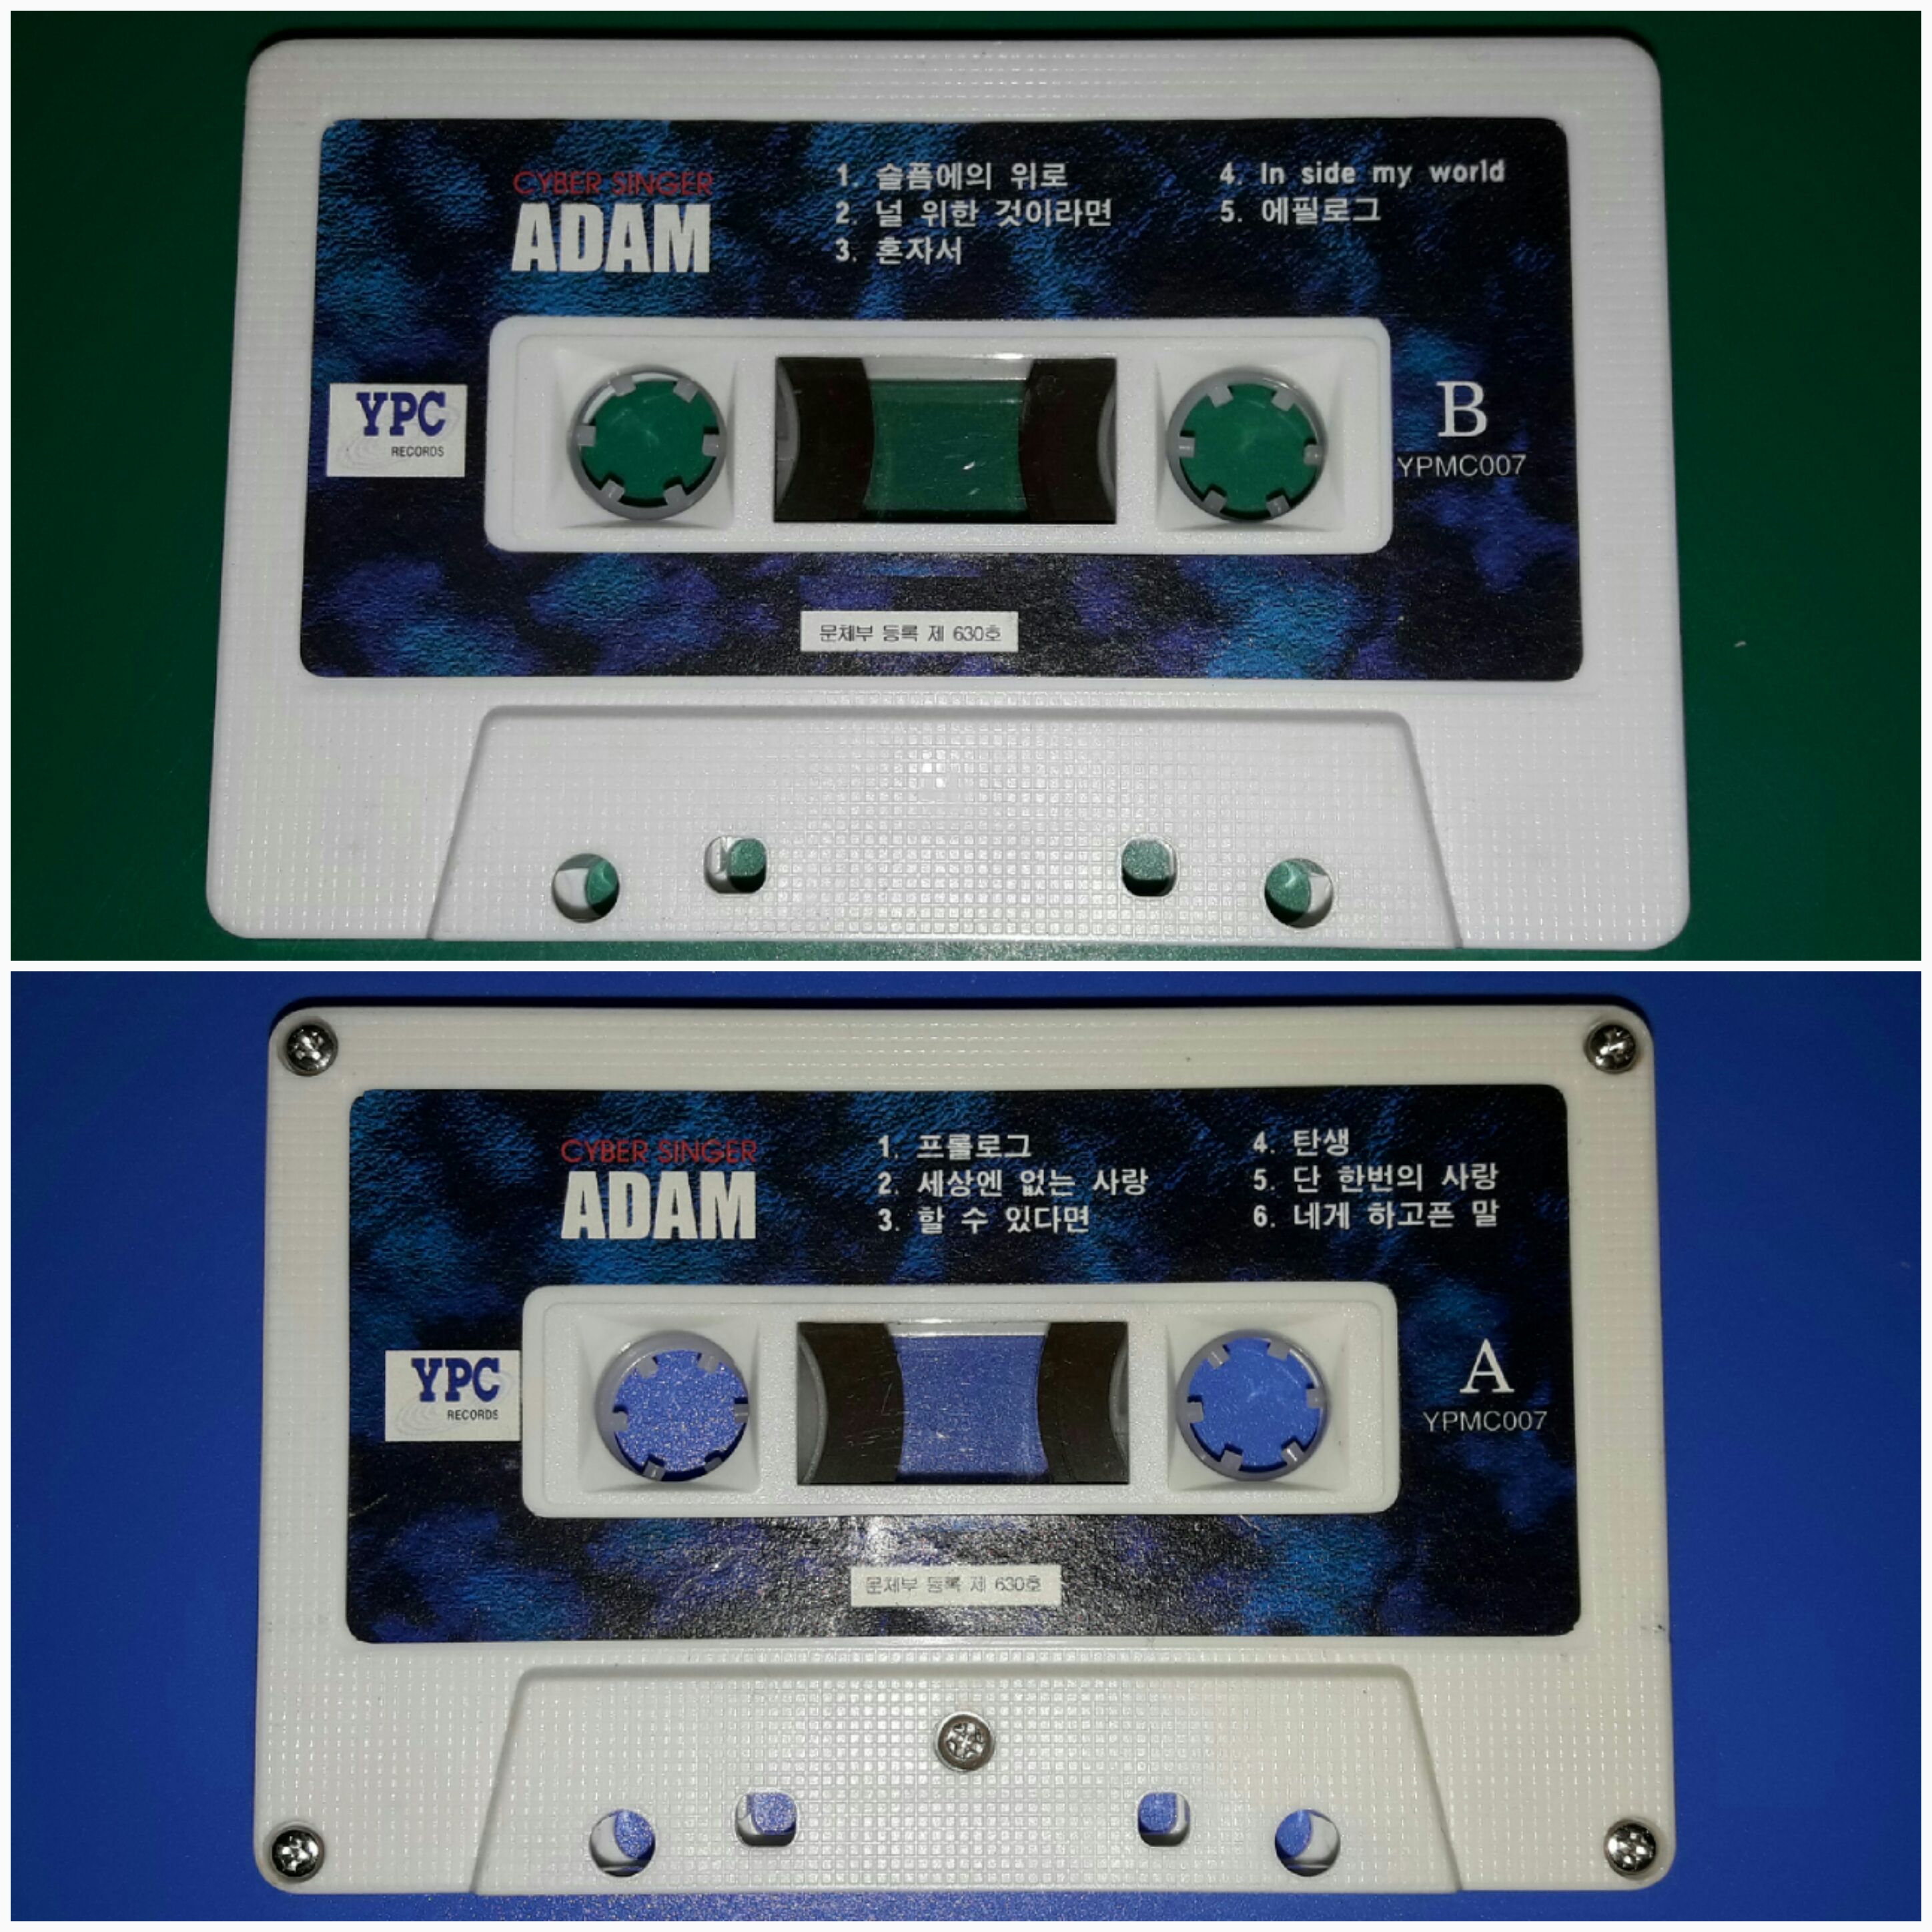 CYBER SINGER
ADAM
1. 슬픔에의 위로
2. 널 위한 것이라면
3. 혼자서
4. In side my world
5. 에필로그
YPC
RECORDS
B
YPMC007
문체부 등록 제 630호
CYBER SINGER
ADAM
1. 프롤로그
2. 세상엔 없는 사랑
3. 할 수 있다면
4. 탄생
5. 단 한번의 사랑
6. 네게 하고픈 말
YPC
RECORDS
A
YPMC007
문체부 등록 제 630호